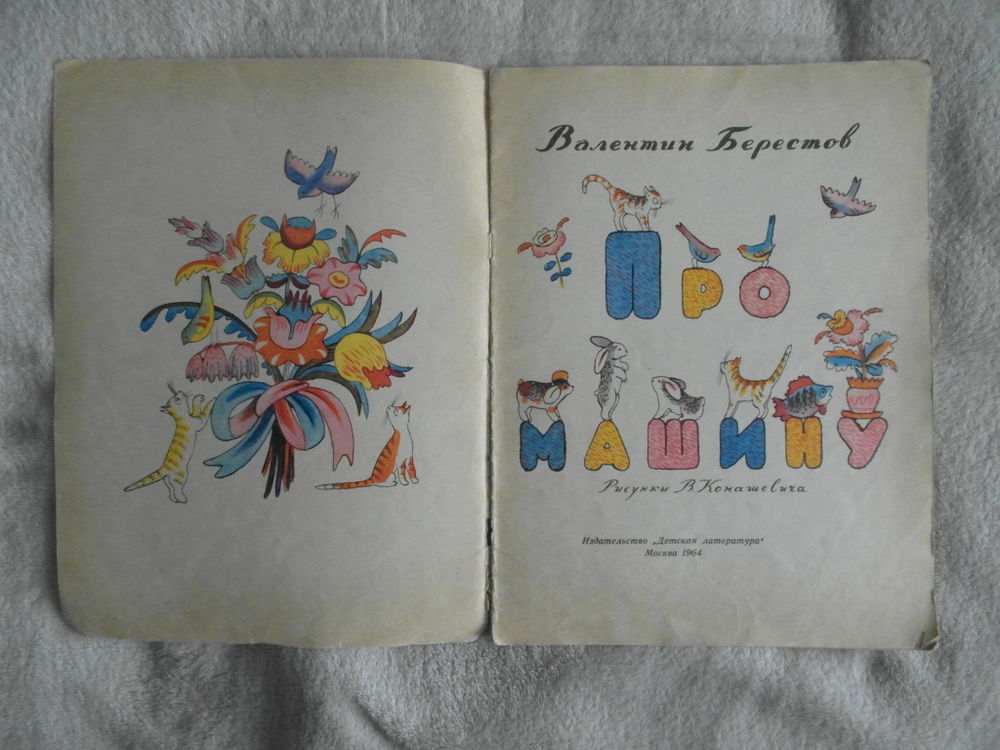 Валентин Берестов
ПРО
МАШИНУ
Рисунки В. Конашевича
Издательство „Детская литература“
Москва 1964